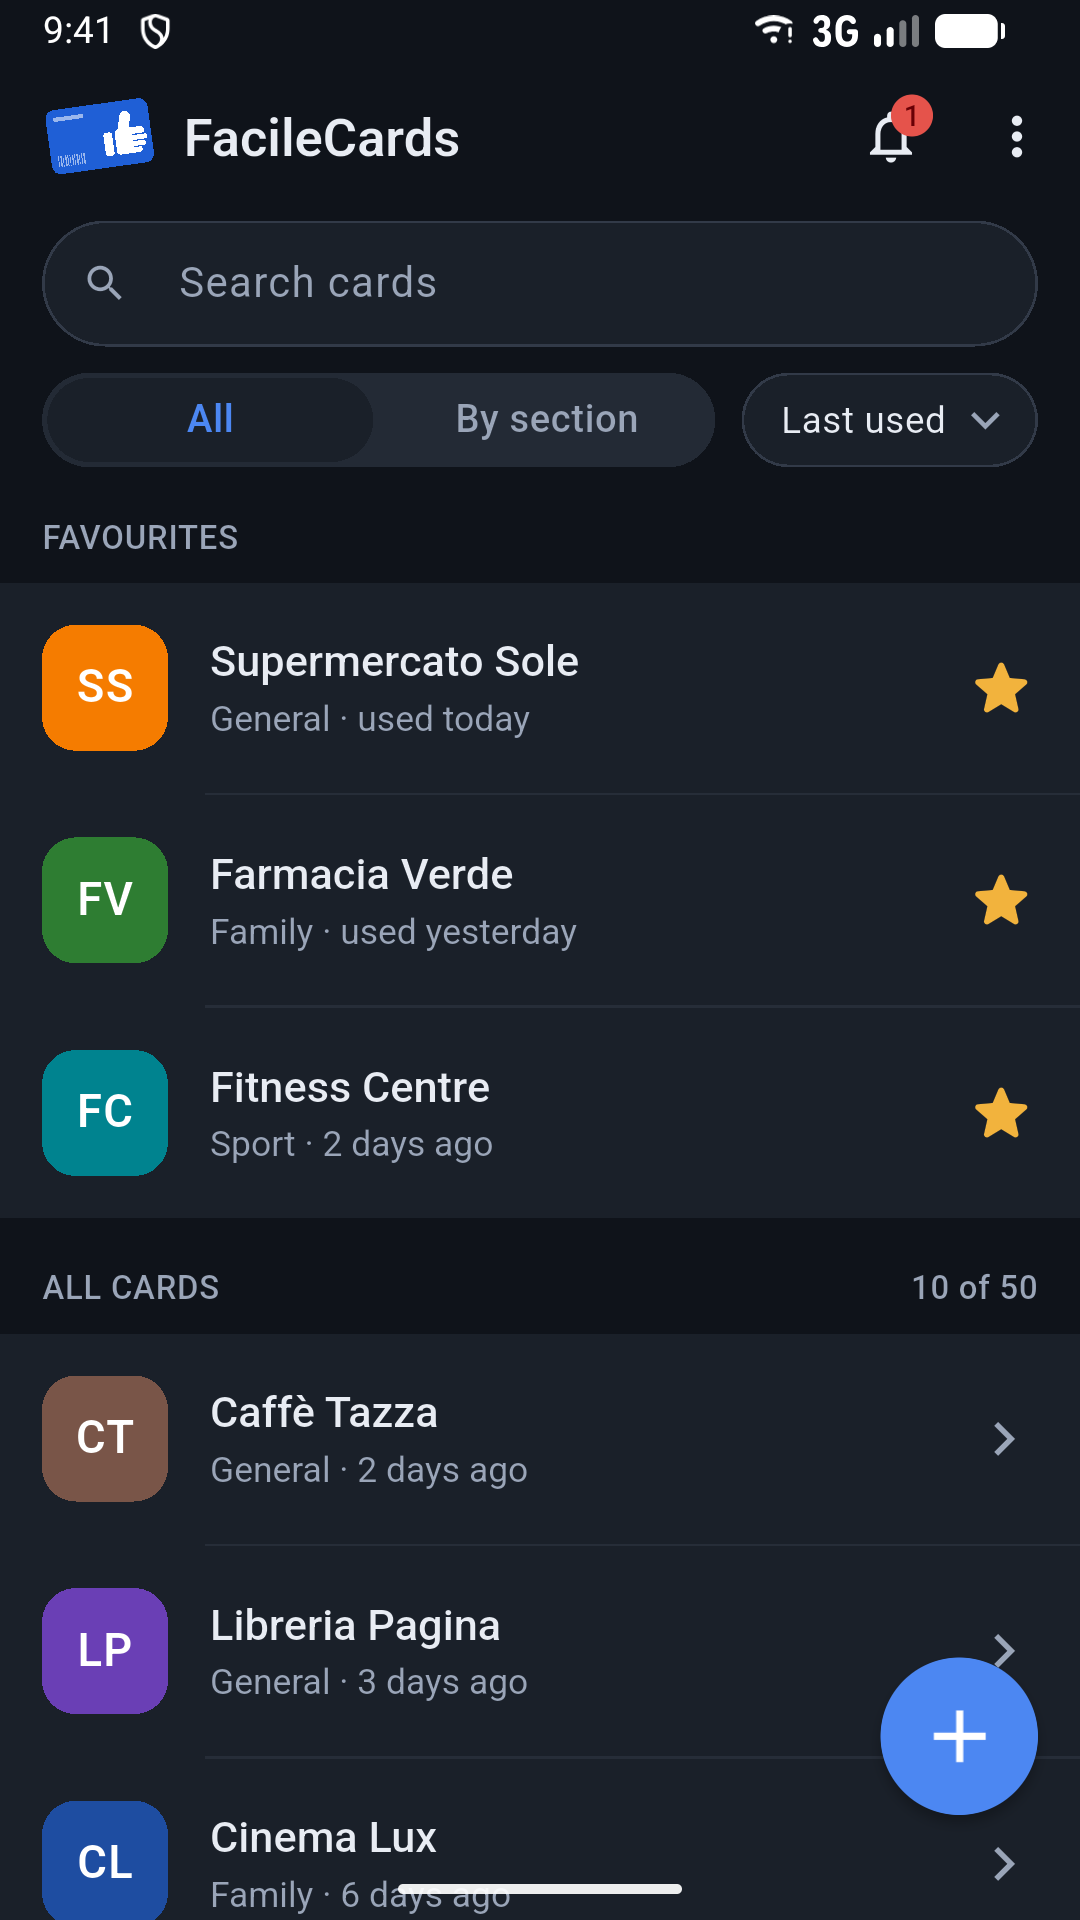 9:41
3G
FacileCards
1
Search cards
All
By section
Last used
FAVOURITES
SS
Supermercato Sole
General · used today
FV
Farmacia Verde
Family · used yesterday
FC
Fitness Centre
Sport · 2 days ago
ALL CARDS
10 of 50
CT
Caffè Tazza
General · 2 days ago
LP
Libreria Pagina
General · 3 days ago
CL
Cinema Lux
Family · 6 days ago